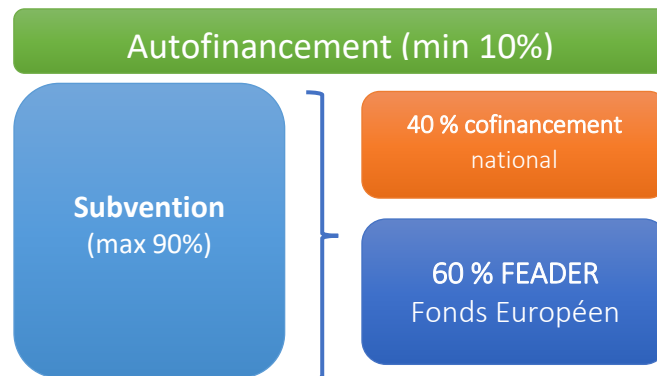 Autofinancement (min 10%)
Subvention
(max 90%)
40 % cofinancement
national
60 % FEADER
Fonds Européen